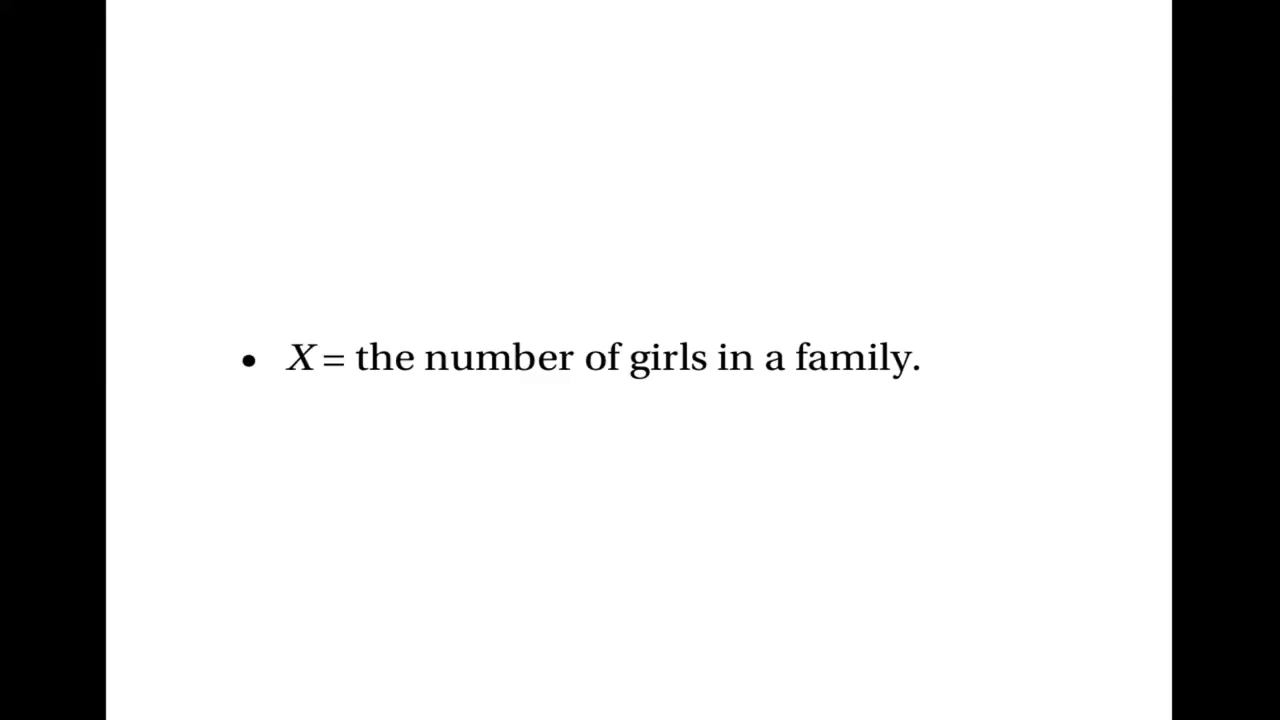 • X = the number of girls in a family.